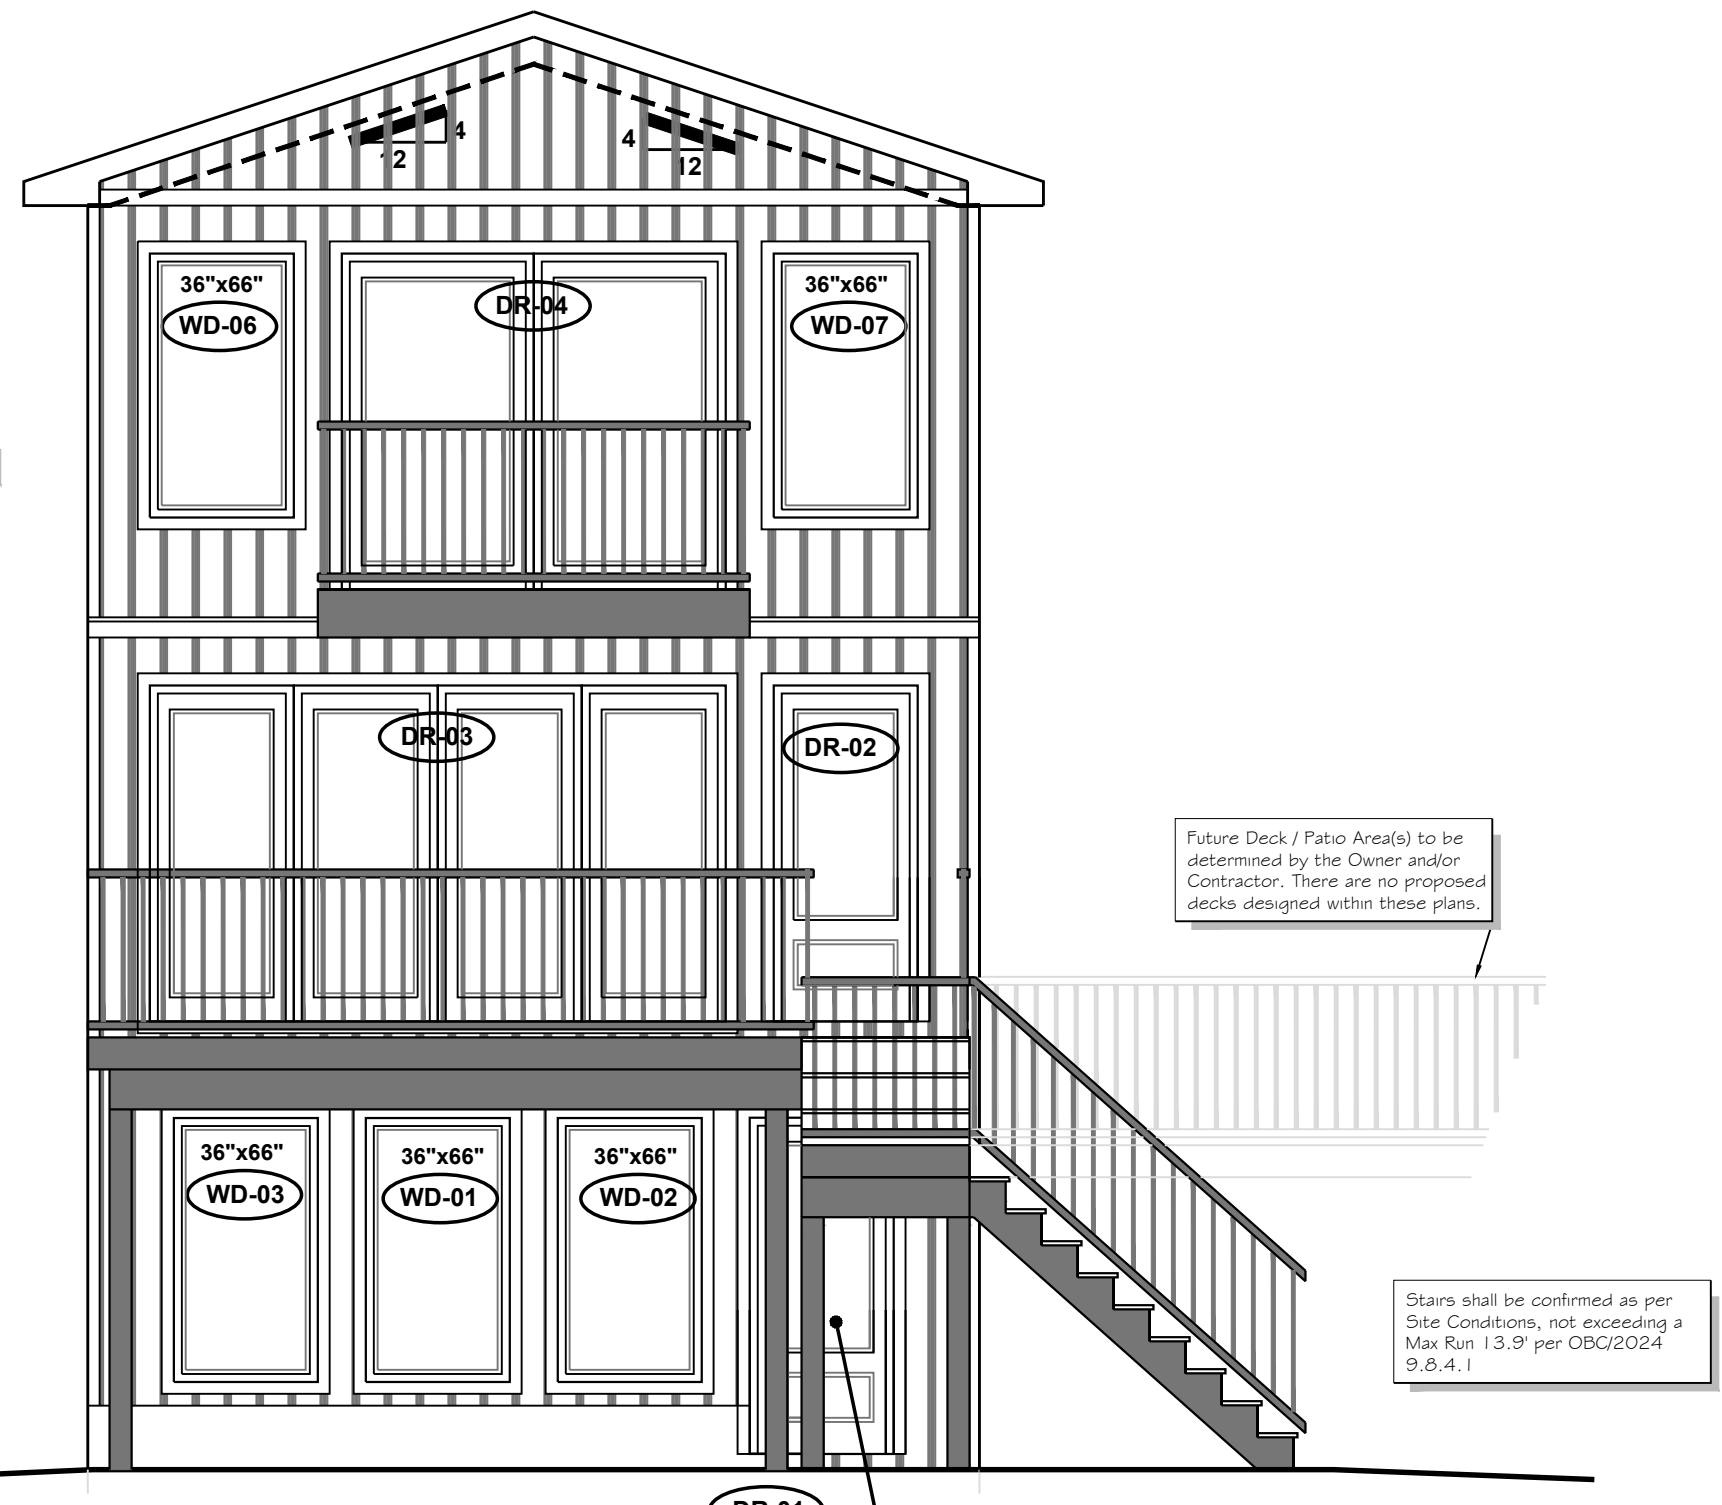 4
12
4
12
36"x66"
WD-06
DR-04
36"x66"
WD-07
DR-03
DR-02
Future Deck / Patio Area(s) to be
determined by the Owner and/or
Contractor. There are no proposed
decks designed within these plans.
36"x66"
WD-03
36"x66"
WD-01
36"x66"
WD-02
Stairs shall be confirmed as per
Site Conditions, not exceeding a
Max Run 13.9' per OBC/2024
9.8.4.1
DR-01